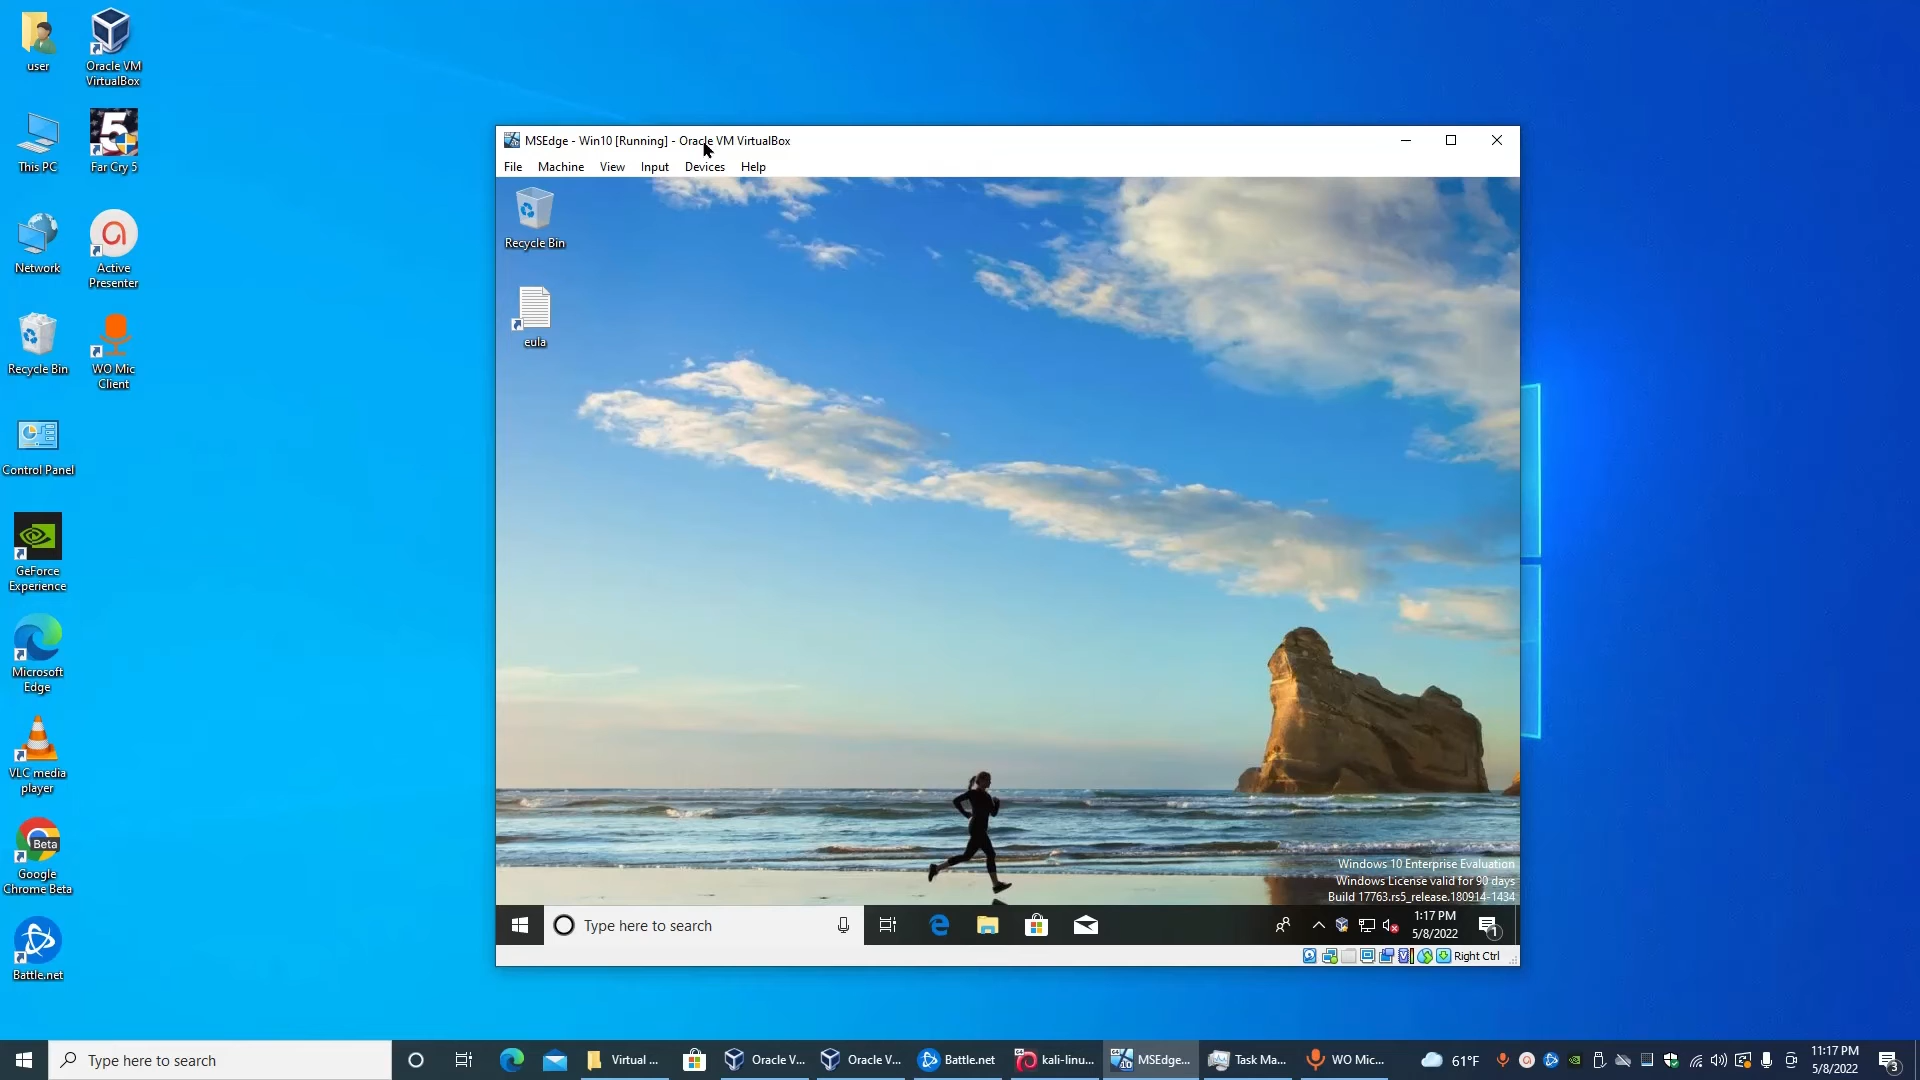 user
Oracle VM
VirtualBox
This PC
Far Cry 5
Network
Active
Presenter
Recycle Bin
WO Mic
Client
Control Panel
GeForce
Experience
Microsoft
Edge
VLC media
player
Beta
Google
Chrome Beta
Battle.net
MSEdge - Win10 [Running] - Oracle VM VirtualBox
File Machine View Input Devices Help
Recycle Bin
eula
Windows 10 Enterprise Evaluation
Windows License valid for 90 days
Build 17763.rs5_release.180914-1434
Type here to search
1:17 PM
5/8/2022
1
Right Ctrl
Type here to search
Virtual ...
Oracle V...
Oracle V...
Battle.net
kali-linu...
MSEdge...
Task Ma...
WO Mic...
61°F
11:17 PM
5/8/2022
3